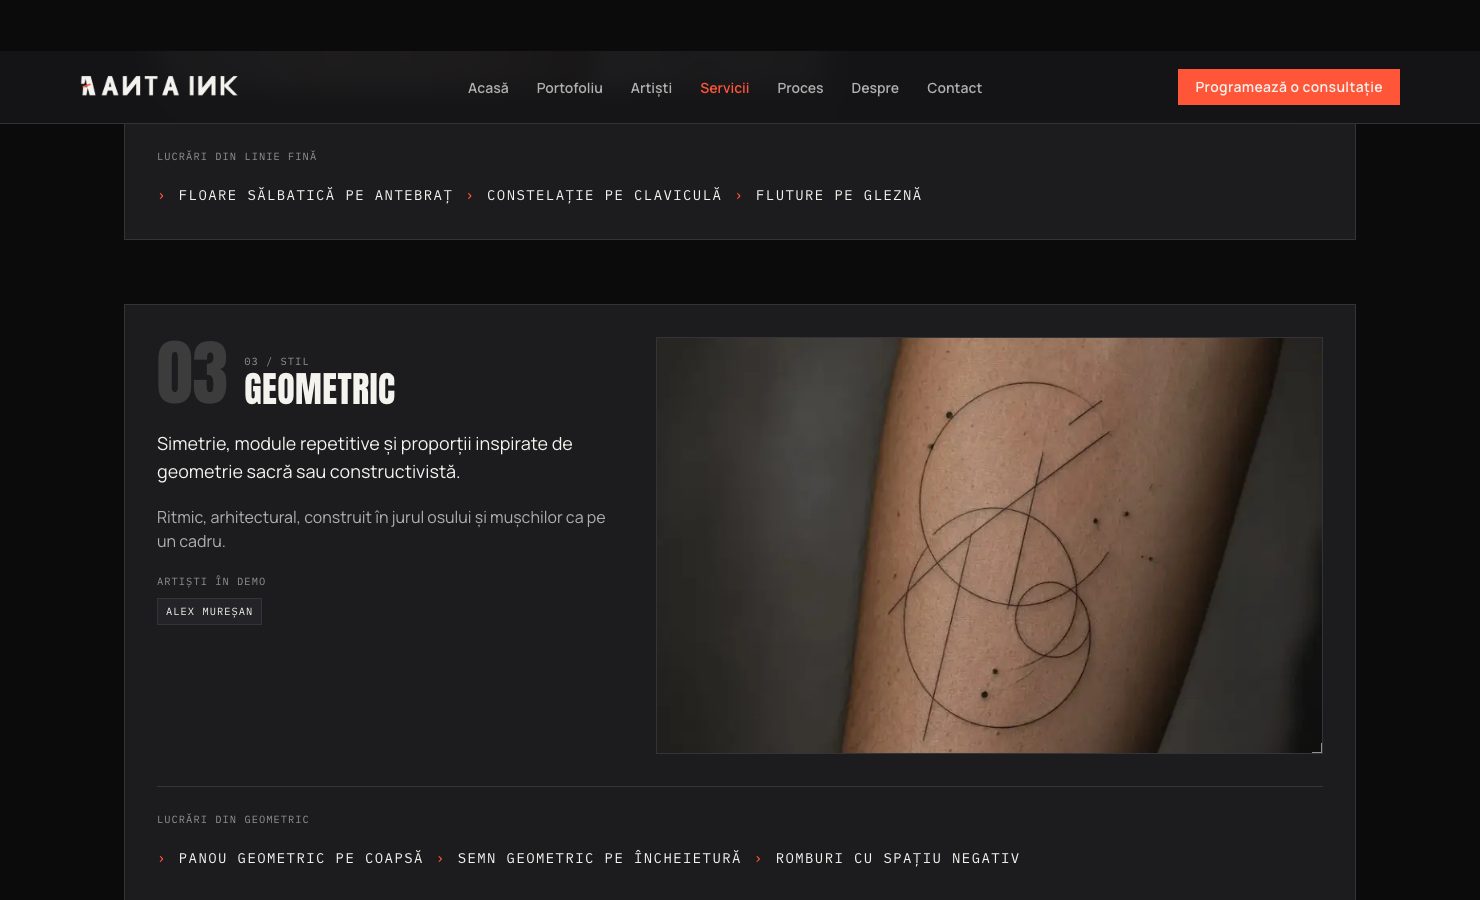 MANTA INK
Acasă Portofoliu Artiști Servicii Proces Despre Contact
Programează o consultație
LUCRĂRI DIN LINIE FINĂ
› FLOARE SĂLBATICĂ PE ANTEBRAȚ › CONSTELAȚIE PE CLAVICULĂ › FLUTURE PE GLEZNĂ
03
03 / STIL
GEOMETRIC
Simetrie, module repetitive și proporții inspirate de
geometrie sacră sau constructivistă.
Ritmic, arhitectural, construit în jurul osului și mușchilor ca pe
un cadru.
ARTIȘTI ÎN DEMO
ALEX MUREȘAN
LUCRĂRI DIN GEOMETRIC
› PANOU GEOMETRIC PE COAPSĂ › SEMN GEOMETRIC PE ÎNCHEIETURĂ › ROMBURI CU SPAȚIU NEGATIV